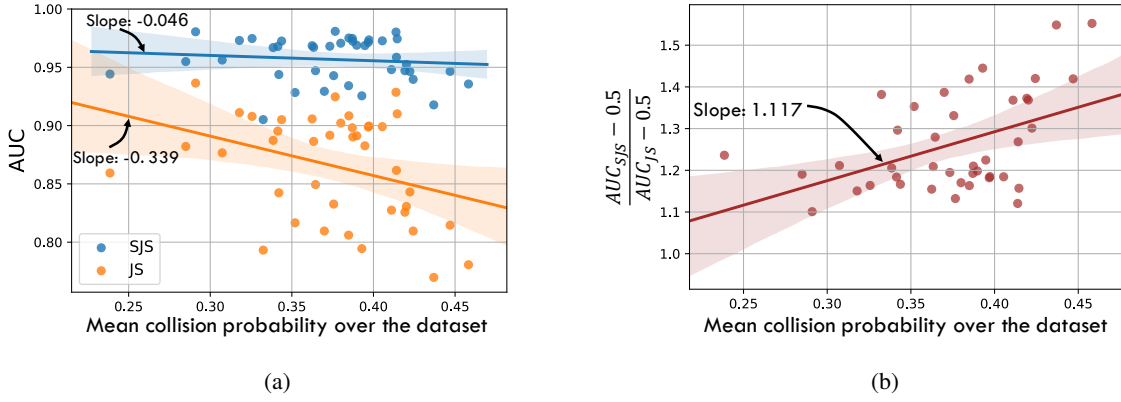 Slope: -0.046
1.00
0.95
0.90
0.85
0.80
AUC
Slope: -0.339
SJS
JS
0.25 0.30 0.35 0.40 0.45
Mean collision probability over the dataset
(a)
1.5
1.4
1.3
1.2
1.1
1.0
AUC_SJS − 0.5
AUC_JS − 0.5
Slope: 1.117
0.25 0.30 0.35 0.40 0.45
Mean collision probability over the dataset
(b)